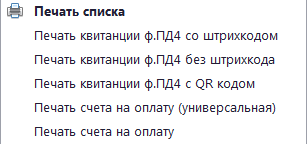 Печать списка
Печать квитанции ф.ПД4 со штрихкодом
Печать квитанции ф.ПД4 без штрихкода
Печать квитанции ф.ПД4 с QR кодом
Печать счета на оплату (универсальная)
Печать счета на оплату